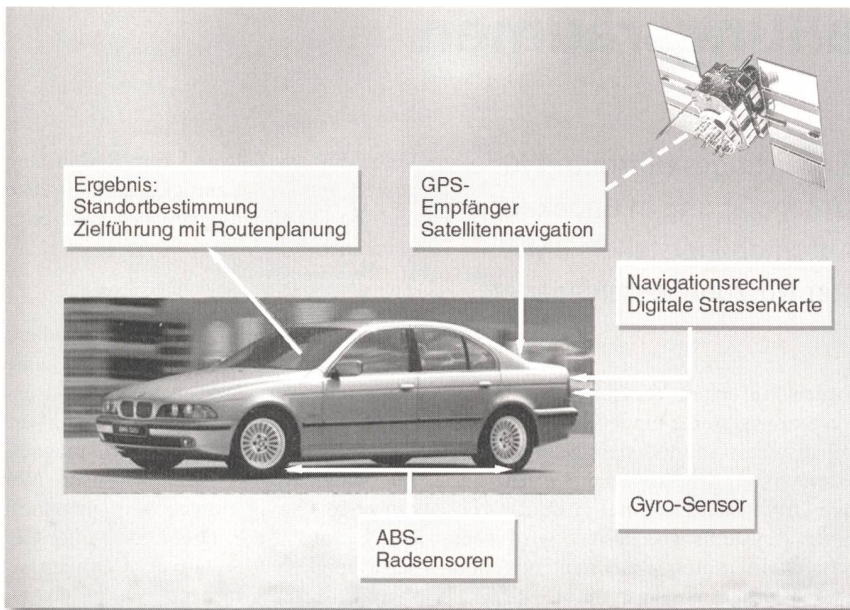 Ergebnis:
Standortbestimmung
Zielführung mit Routenplanung
GPS-
Empfänger
Satellitennavigation
Navigationsrechner
Digitale Strassenkarte
Gyro-Sensor
ABS-
Radsensoren